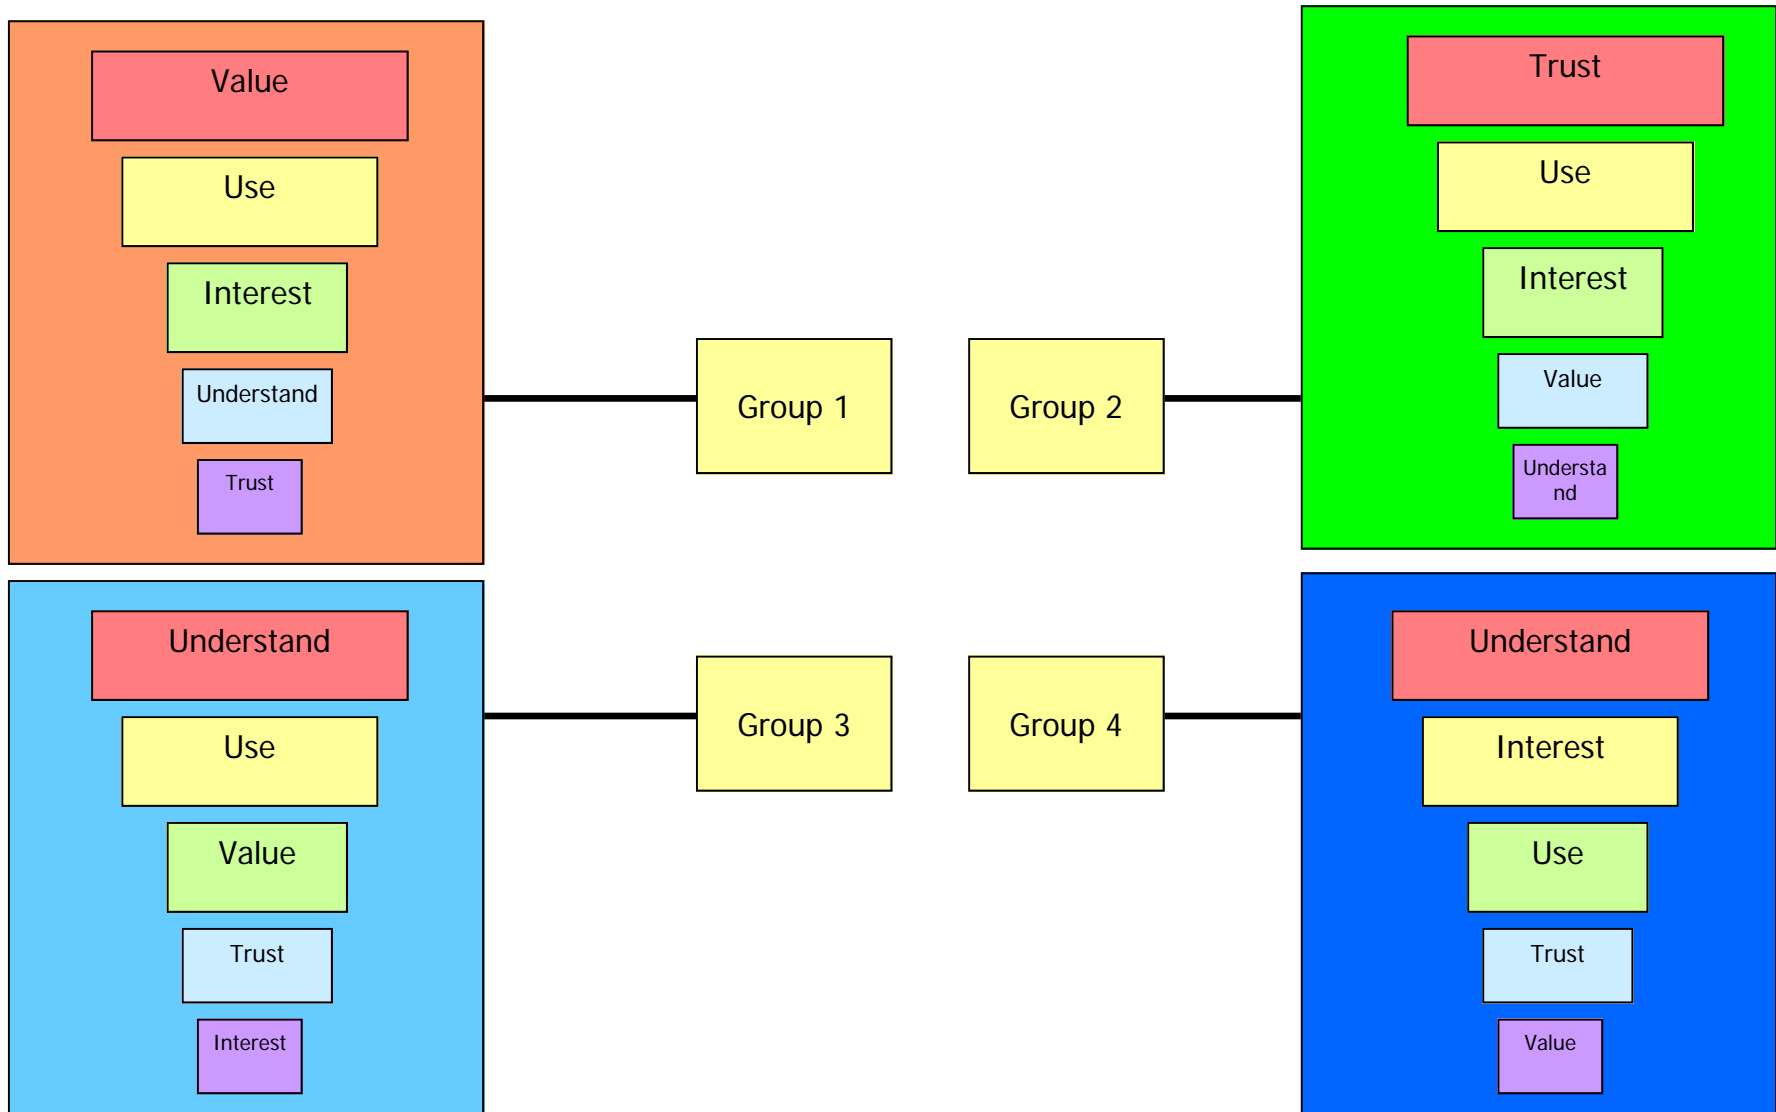 Value
Use
Interest
Understand
Trust
Group 1
Group 2
Trust
Use
Interest
Value
Understa
nd
Understand
Use
Value
Trust
Interest
Group 3
Group 4
Understand
Interest
Use
Trust
Value